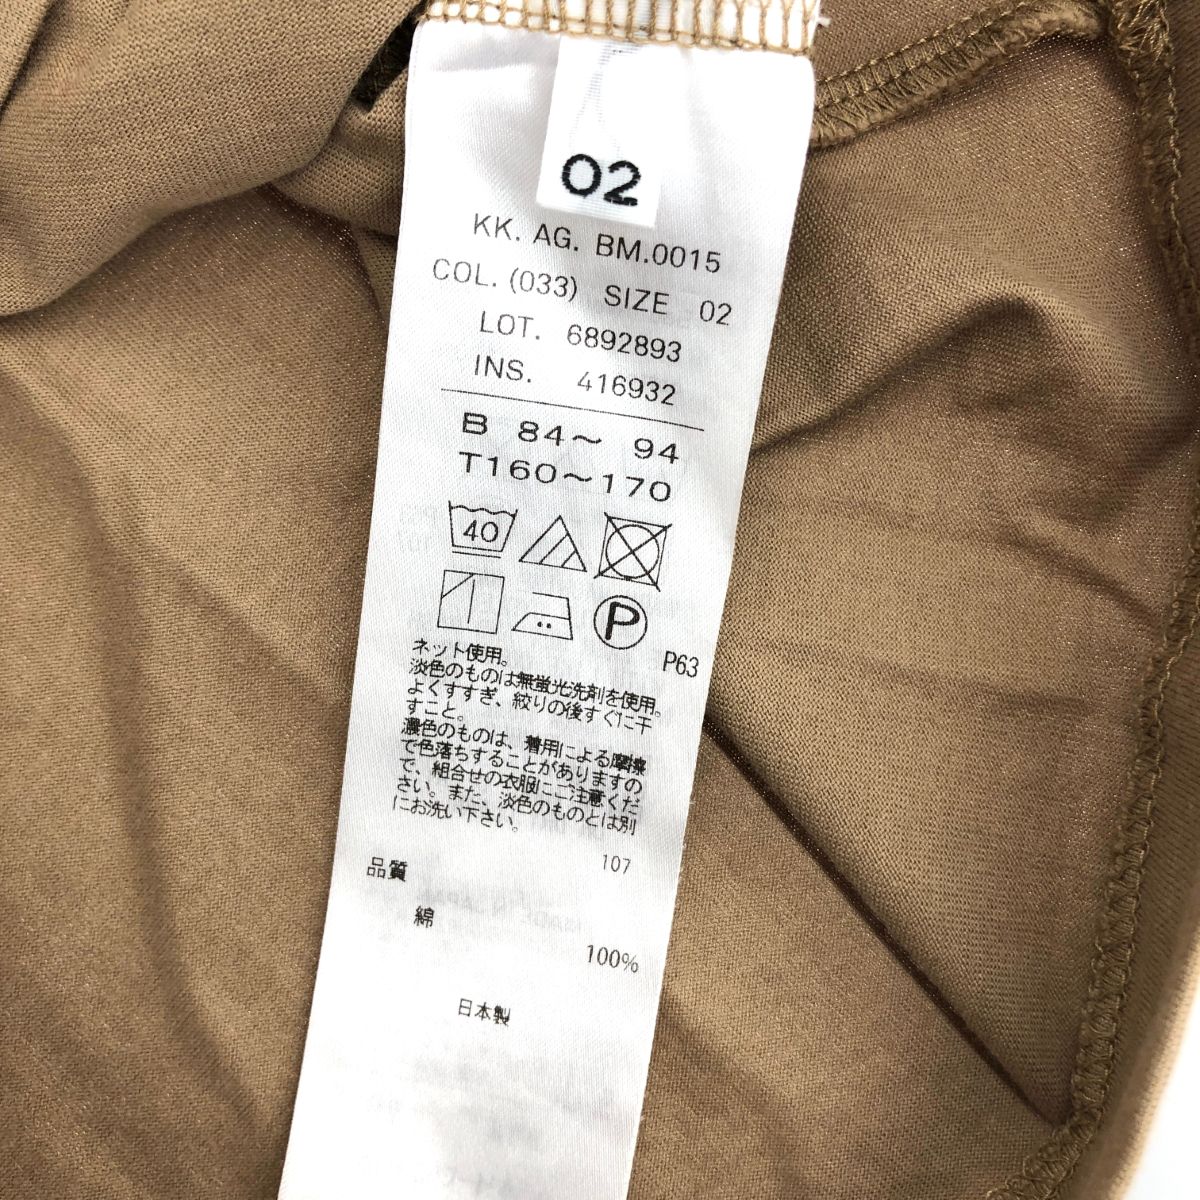 02
KK. AG. BM.0015
COL. (033) SIZE 02
LOT. 6892893
INS. 416932
B 84～ 94
T160～170
40
P
P63
ネット使用。
淡色のものは無蛍光洗剤を使用。
よくすすぎ、絞りの後すぐに干
すこと。
濃色のものは、着用による摩擦
で色落ちすることがありますの
で、組合せの衣服にご注意くだ
さい。また、淡色のものとは別
にお洗い下さい。
107
品質
綿
100%
日本製